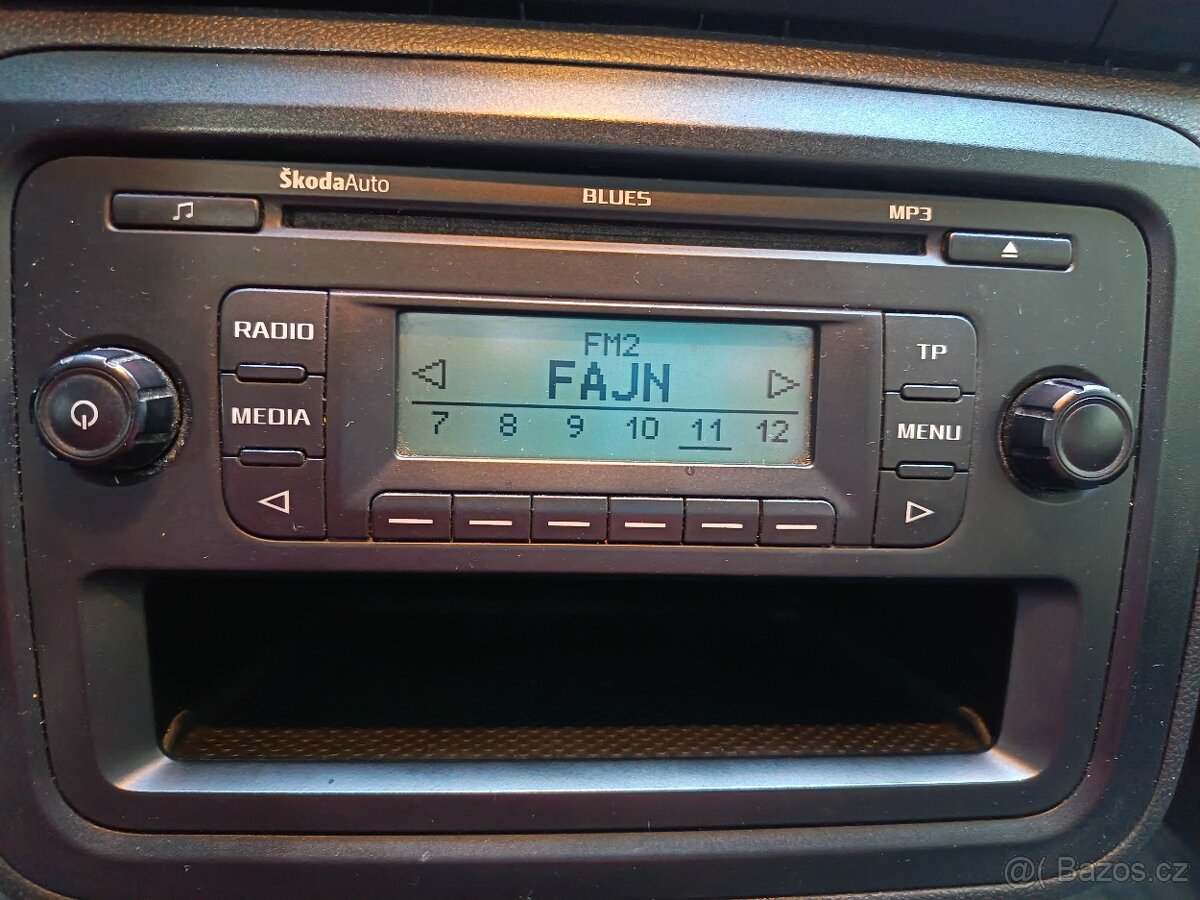 ŠkodaAuto
BLUES
MP3
RADIO
MEDIA
FM2
FAJN
7 8 9 10 11 12
TP
MENU
@( Bazos.cz